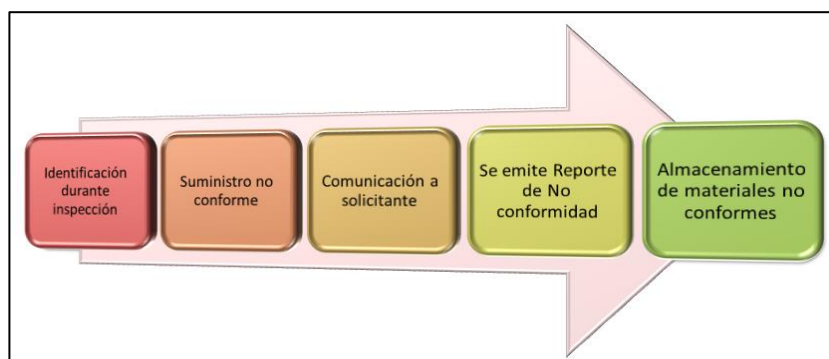 Identificación
durante
inspección
Suministro no
conforme
Comunicación a
solicitante
Se emite Reporte
de No
conformidad
Almacenamiento
de materiales no
conformes